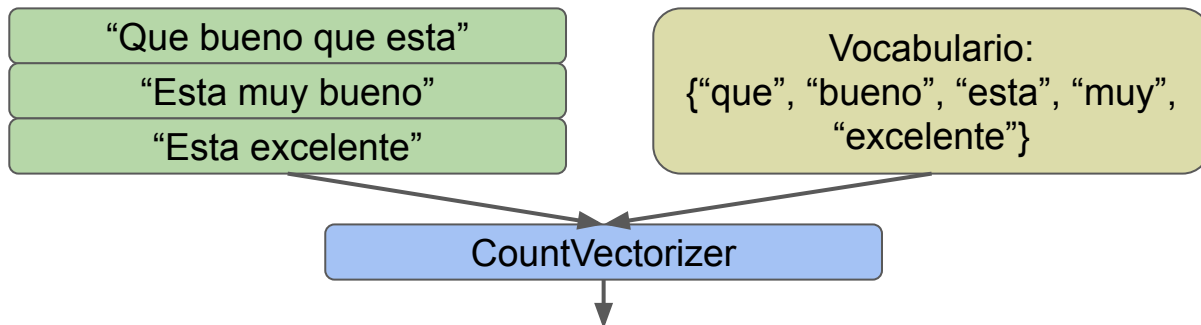 “Que bueno que esta”
“Esta muy bueno”
“Esta excelente”
Vocabulario:
{“que”, “bueno”, “esta”, “muy”,
“excelente”}
CountVectorizer